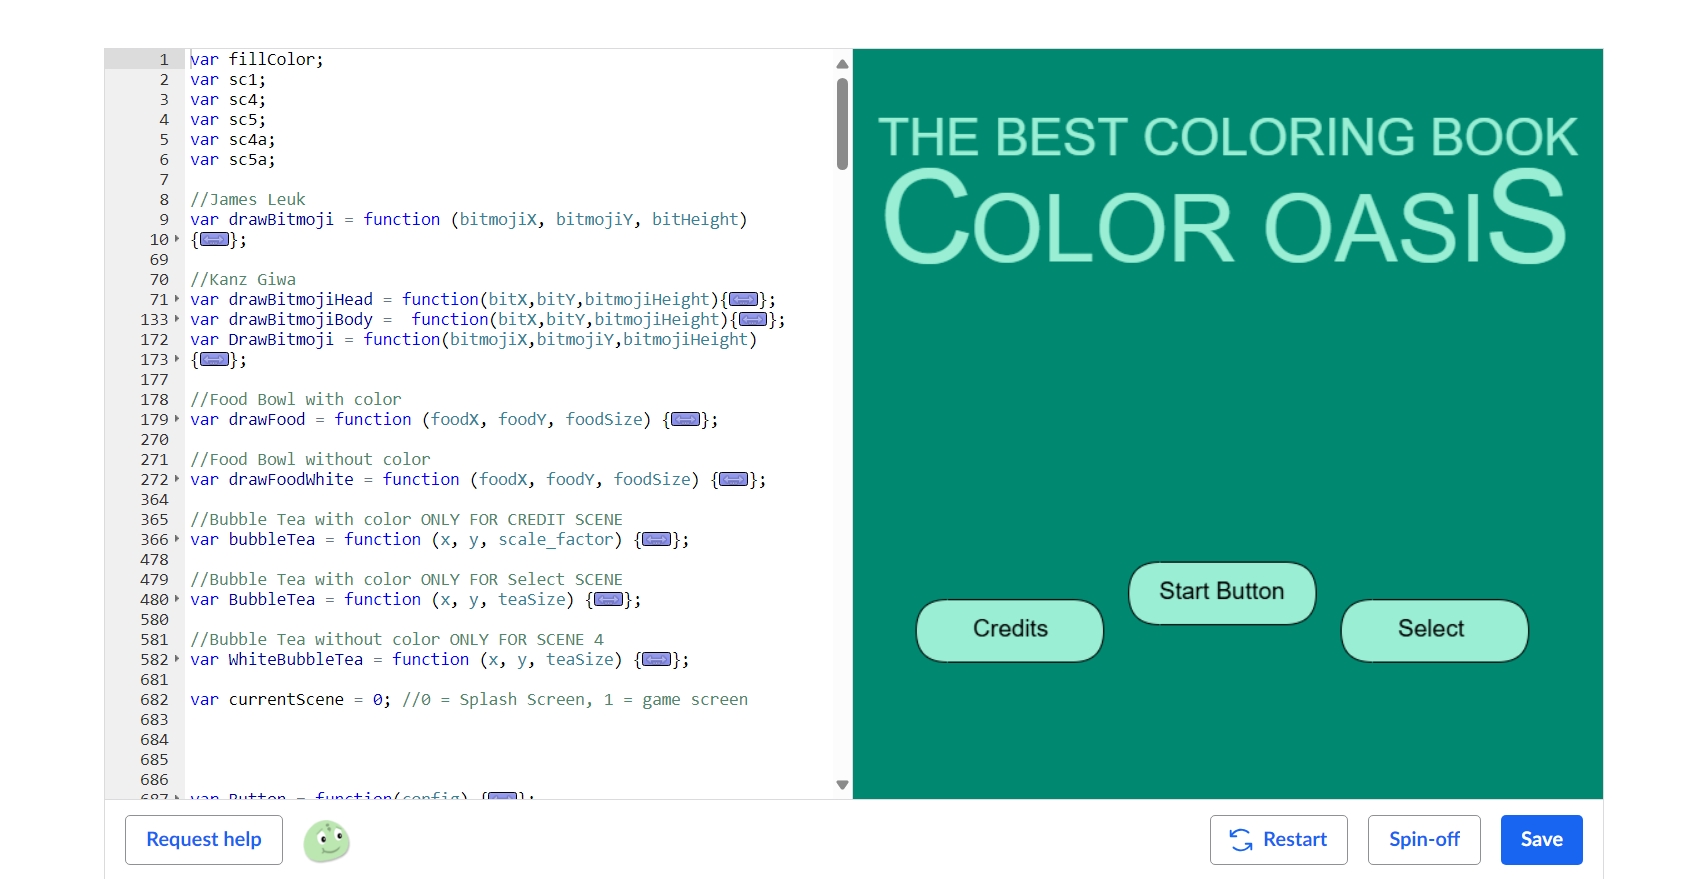 1 var fillColor;
2 var sc1;
3 var sc4;
4 var sc5;
5 var sc4a;
6 var sc5a;
7
8 //James Leuk
9 var drawBitmoji = function (bitmojiX, bitmojiY, bitHeight)
10 {};
69
70 //Kanz Giwa
71 var drawBitmojiHead = function(bitX,bitY,bitmojiHeight){};
133 var drawBitmojiBody =  function(bitX,bitY,bitmojiHeight){};
172 var DrawBitmoji = function(bitmojiX,bitmojiY,bitmojiHeight)
173 {};
177
178 //Food Bowl with color
179 var drawFood = function (foodX, foodY, foodSize) {};
270
271 //Food Bowl without color
272 var drawFoodWhite = function (foodX, foodY, foodSize) {};
364
365 //Bubble Tea with color ONLY FOR CREDIT SCENE
366 var bubbleTea = function (x, y, scale_factor) {};
478
479 //Bubble Tea with color ONLY FOR Select SCENE
480 var BubbleTea = function (x, y, teaSize) {};
580
581 //Bubble Tea without color ONLY FOR SCENE 4
582 var WhiteBubbleTea = function (x, y, teaSize) {};
681
682 var currentScene = 0; //0 = Splash Screen, 1 = game screen
683
684
685
686
687 var Button = function(config) {};
THE BEST COLORING BOOK
COLOR OASIS
Start Button
Credits
Select
Request help
Restart
Spin-off
Save